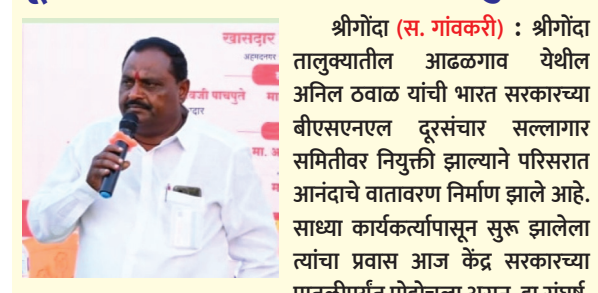 खासदार
अहमदनगर
श्रीगोंदा (स. गांवकरी) : श्रीगोंदा
तालुक्यातील आढळगाव येथील
अनिल ठवाळ यांची भारत सरकारच्या
बीएसएनएल दूरसंचार सल्लागार
समितीवर नियुक्ती झाल्याने परिसरात
आनंदाचे वातावरण निर्माण झाले आहे.
साध्या कार्यकर्त्यापासून सुरू झालेला
त्यांचा प्रवास आज केंद्र सरकारच्या